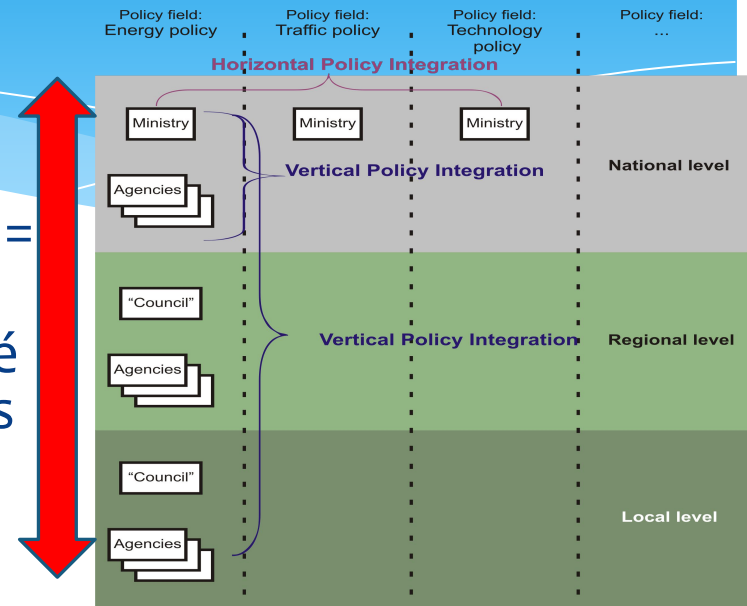 Policy field: Policy field: Policy field: Policy field:
Energy policy Traffic policy Technology policy ...
Horizontal Policy Integration
Ministry Ministry Ministry
Vertical Policy Integration
National level
Agencies
=
"Council"
Vertical Policy Integration
Regional level
é
Agencies
s
"Council"
Local level
Agencies